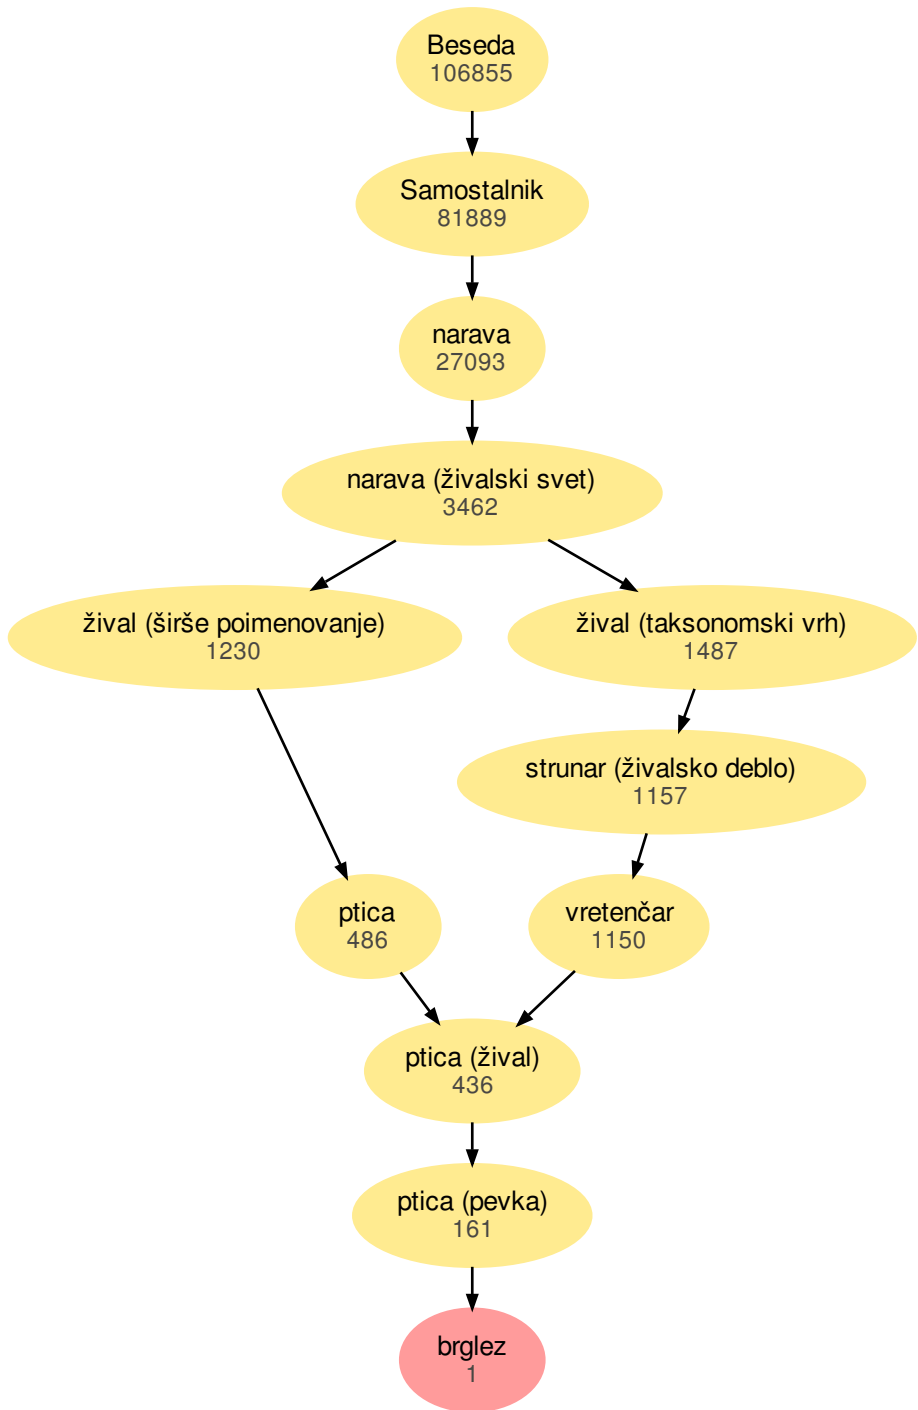 Beseda
106855
Samostalnik
81889
narava
27093
narava (živalski svet)
3462
žival (širše poimenovanje)
1230
žival (taksonomski vrh)
1487
strunar (živalsko deblo)
1157
ptica
486
vretenčar
1150
ptica (žival)
436
ptica (pevka)
161
brglez
1